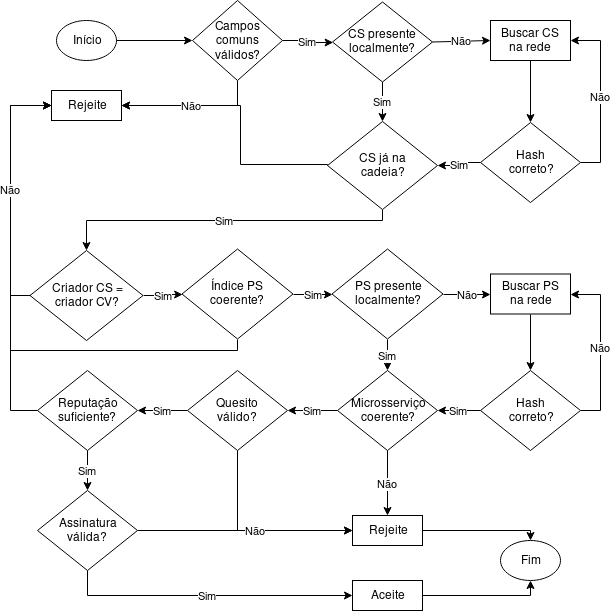 Início
Campos
comuns
válidos?
Sim
CS presente
localmente?
Não
Buscar CS
na rede
Rejeite
Não
Sim
Não
CS já na
cadeia?
Sim
Hash
correto?
Não
Sim
Criador CS =
criador CV?
Sim
Índice PS
coerente?
Sim
PS presente
localmente?
Não
Buscar PS
na rede
Sim
Não
Reputação
suficiente?
Sim
Quesito
válido?
Sim
Microsserviço
coerente?
Sim
Hash
correto?
Sim
Não
Assinatura
válida?
Não
Rejeite
Fim
Sim
Aceite